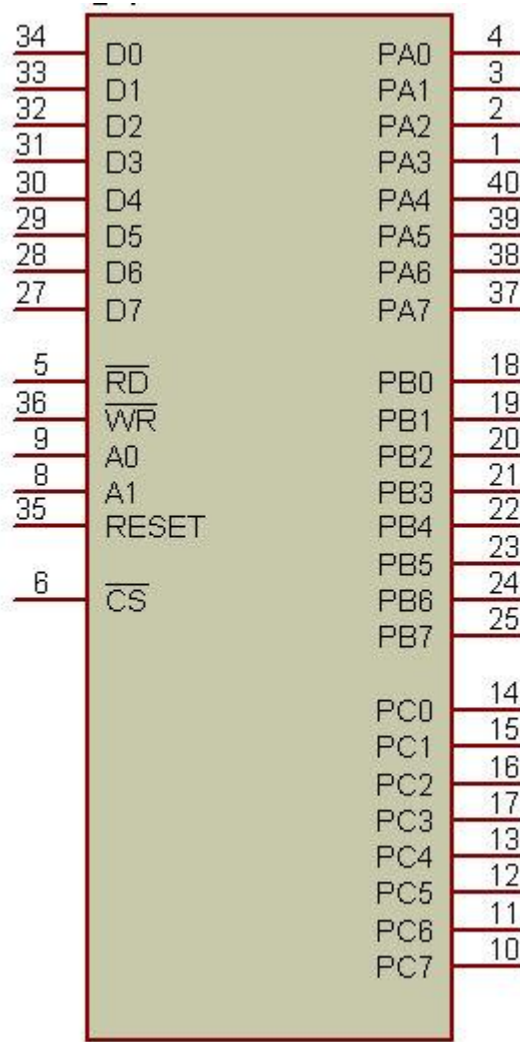 34 D0 PA0 4
33 D1 PA1 3
32 D2 PA2 2
31 D3 PA3 1
30 D4 PA4 40
29 D5 PA5 39
28 D6 PA6 38
27 D7 PA7 37
5 RD PB0 18
36 WR PB1 19
9 A0 PB2 20
8 A1 PB3 21
35 RESET PB4 22
PB5 23
6 CS PB6 24
PB7 25
PC0 14
PC1 15
PC2 16
PC3 17
PC4 13
PC5 12
PC6 11
PC7 10